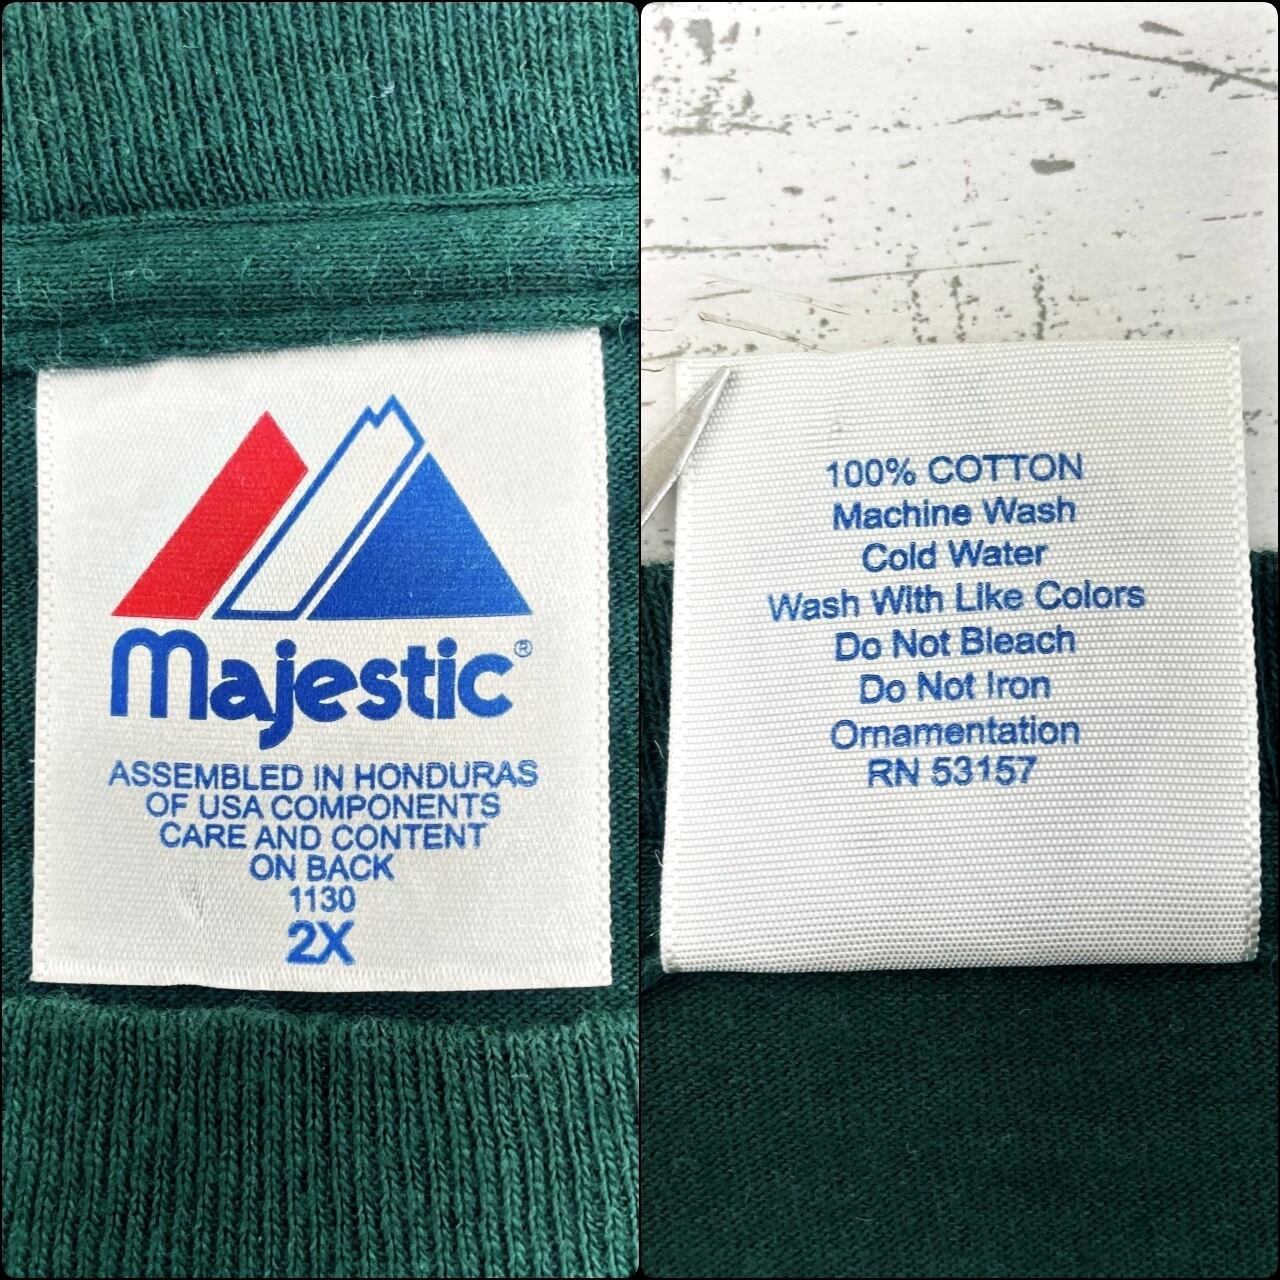 Majestic®
ASSEMBLED IN HONDURAS
OF USA COMPONENTS
CARE AND CONTENT
ON BACK
1130
2X
100% COTTON
Machine Wash
Cold Water
Wash With Like Colors
Do Not Bleach
Do Not Iron
Ornamentation
RN 53157